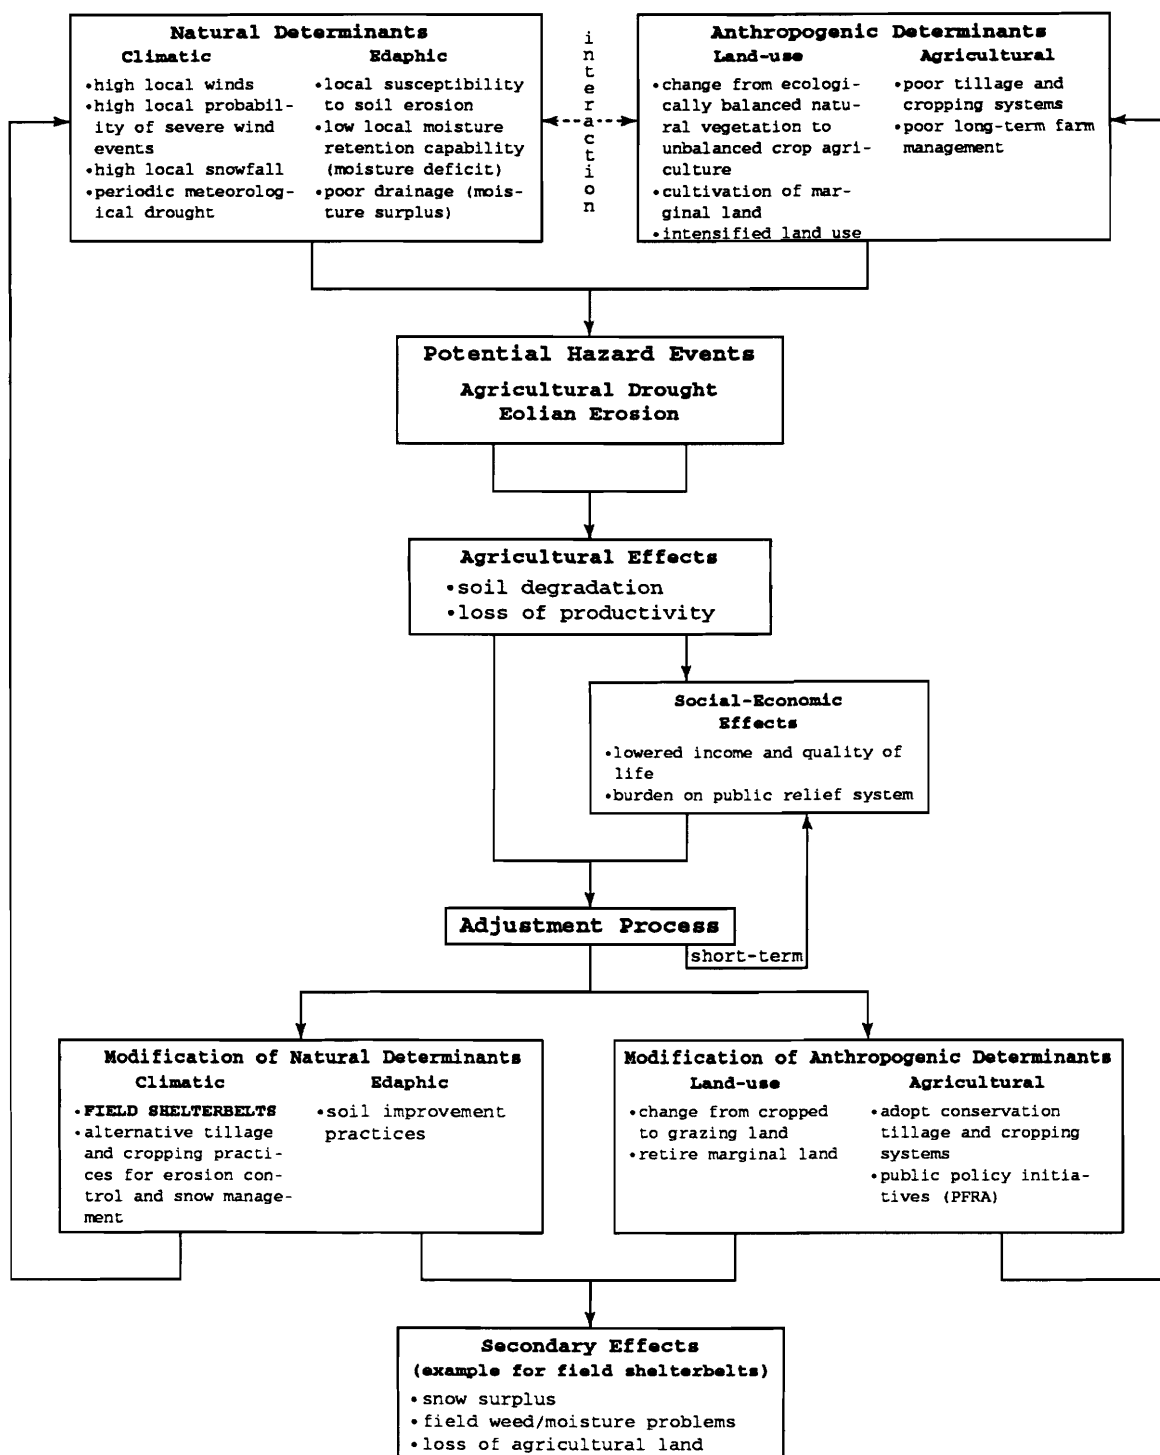 Natural Determinants
Climatic
•high local winds
•high local probabil-
ity of severe wind
events
•high local snowfall
•periodic meteorolog-
ical drought
Edaphic
•local susceptibility
to soil erosion
•low local moisture
retention capability
(moisture deficit)
•poor drainage (mois-
ture surplus)
interaction
Anthropogenic Determinants
Land-use
•change from ecologi-
cally balanced natu-
ral vegetation to
unbalanced crop agri-
culture
•cultivation of mar-
ginal land
•intensified land use
Agricultural
•poor tillage and
cropping systems
•poor long-term farm
management
Potential Hazard Events
Agricultural Drought
Eolian Erosion
Agricultural Effects
•soil degradation
•loss of productivity
Social-Economic
Effects
•lowered income and quality of
life
•burden on public relief system
Adjustment Process
short-term
Modification of Natural Determinants
Climatic
•FIELD SHELTERBELTS
•alternative tillage
and cropping practi-
ces for erosion con-
trol and snow manage-
ment
Edaphic
•soil improvement
practices
Modification of Anthropogenic Determinants
Land-use
•change from cropped
to grazing land
•retire marginal land
Agricultural
•adopt conservation
tillage and cropping
systems
•public policy initia-
tives (PFRA)
Secondary Effects
(example for field shelterbelts)
•snow surplus
•field weed/moisture problems
•loss of agricultural land